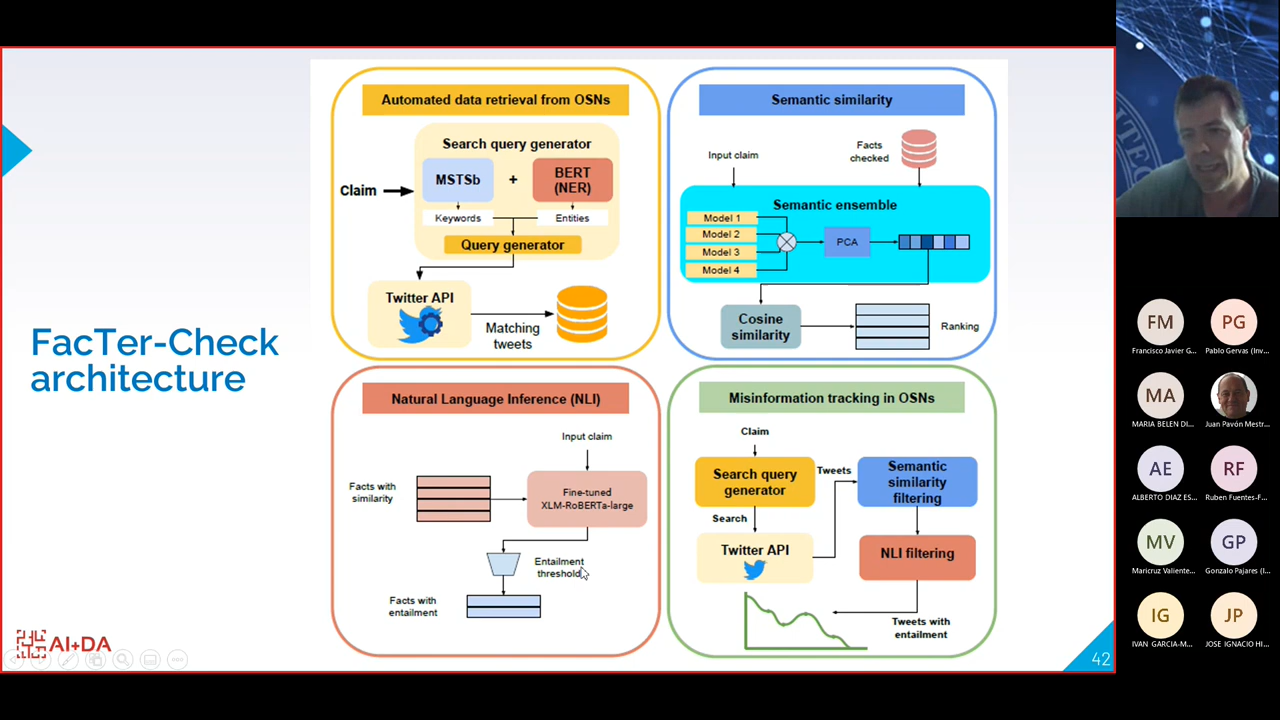 FacTer-Check
architecture
Automated data retrieval from OSNs
Search query generator
Claim
MSTSb
+
BERT
(NER)
Keywords
Entities
Query generator
Twitter API
Matching
tweets
Semantic similarity
Input claim
Facts
checked
Semantic ensemble
Model 1
Model 2
Model 3
Model 4
PCA
Cosine
similarity
Ranking
Natural Language Inference (NLI)
Input claim
Facts with
similarity
Fine-tuned
XLM-RoBERTa-large
Entailment
threshold
Facts with
entailment
Misinformation tracking in OSNs
Claim
Search query
generator
Tweets
Semantic
similarity
filtering
Search
Twitter API
NLI filtering
Tweets with
entailment
AI+DA
42
FM
PG
Francisco Javier G...
Pablo Gervas (Inv...
MA
MARIA BELEN DI...
Juan Pavón Mestr...
AE
RF
ALBERTO DIAZ ES...
Ruben Fuentes-F...
MV
GP
Maricruz Valiente...
Gonzalo Pajares (I...
IG
JP
IVAN GARCIA-M...
JOSE IGNACIO HI...